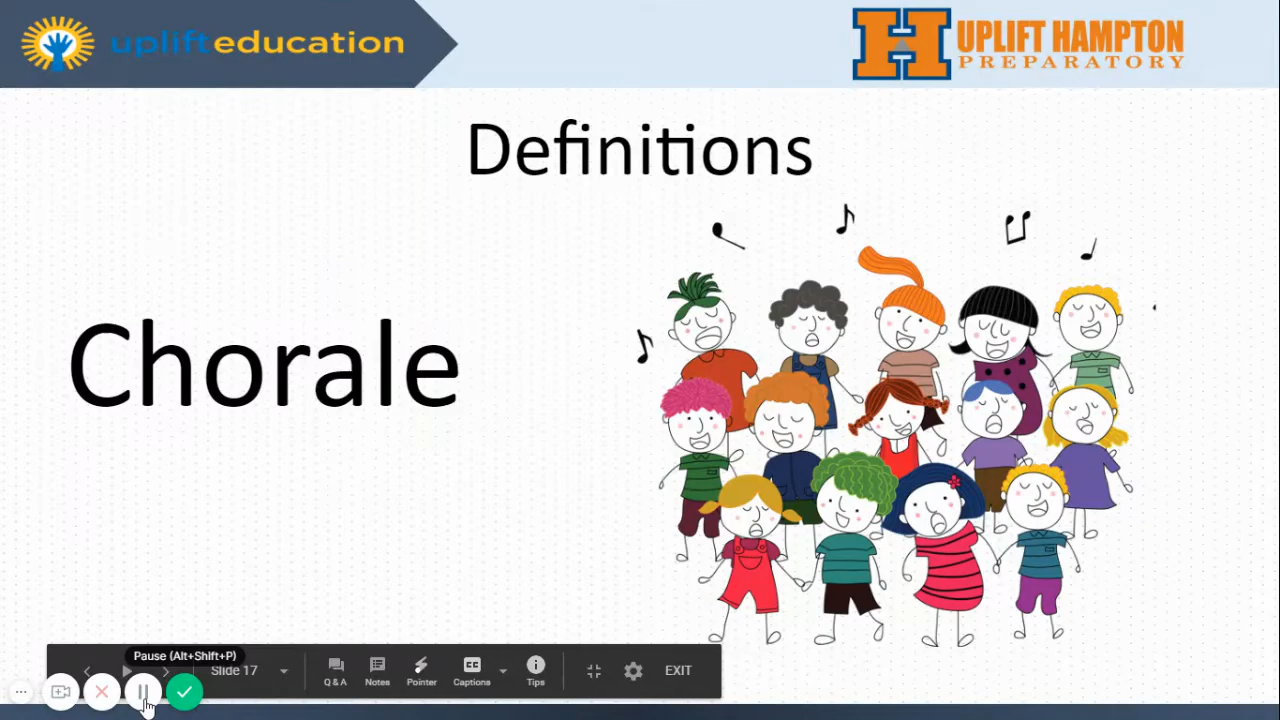 uplifteducation
H UPLIFT HAMPTON
PREPARATORY
Definitions
Chorale
Pause (Alt+Shift+P)
Slide 17
Q & A
Notes
Pointer
Captions
Tips
EXIT